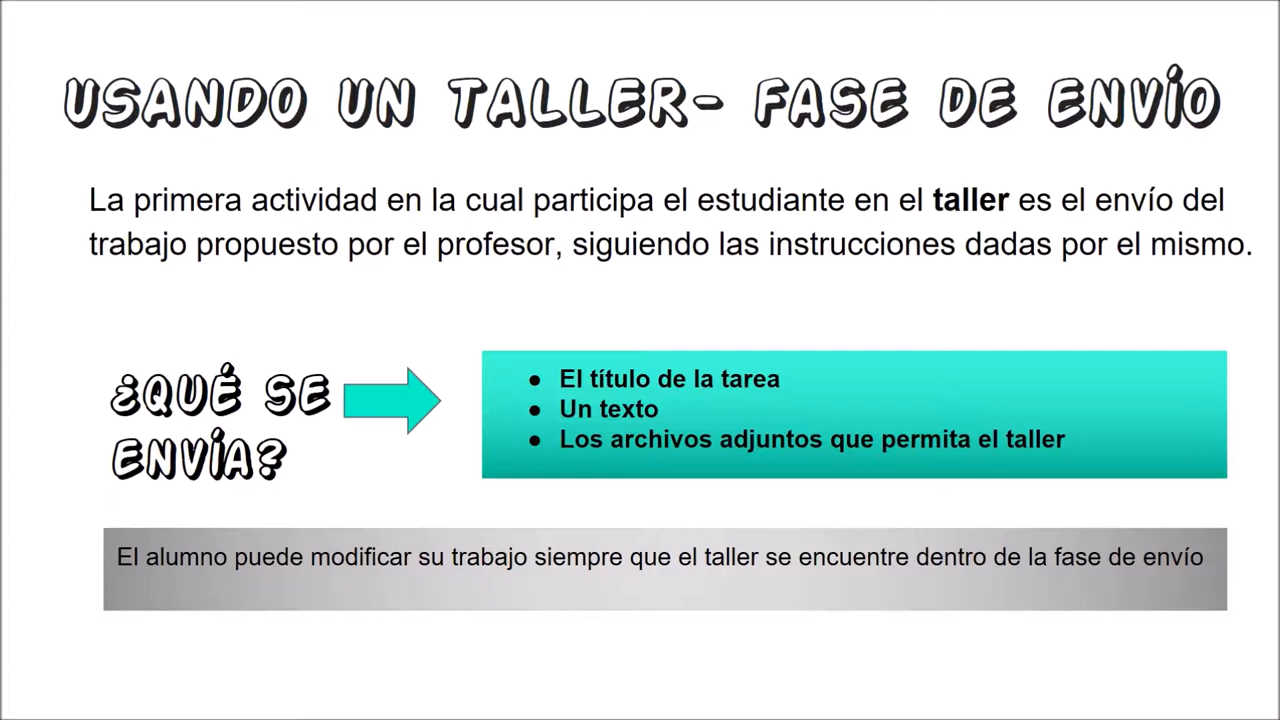 USANDO UN TALLER- FASE DE ENVÍO
La primera actividad en la cual participa el estudiante en el taller es el envío del
trabajo propuesto por el profesor, siguiendo las instrucciones dadas por el mismo.
¿QUÉ SE
ENVÍA?
● El título de la tarea
● Un texto
● Los archivos adjuntos que permita el taller
El alumno puede modificar su trabajo siempre que el taller se encuentre dentro de la fase de envío